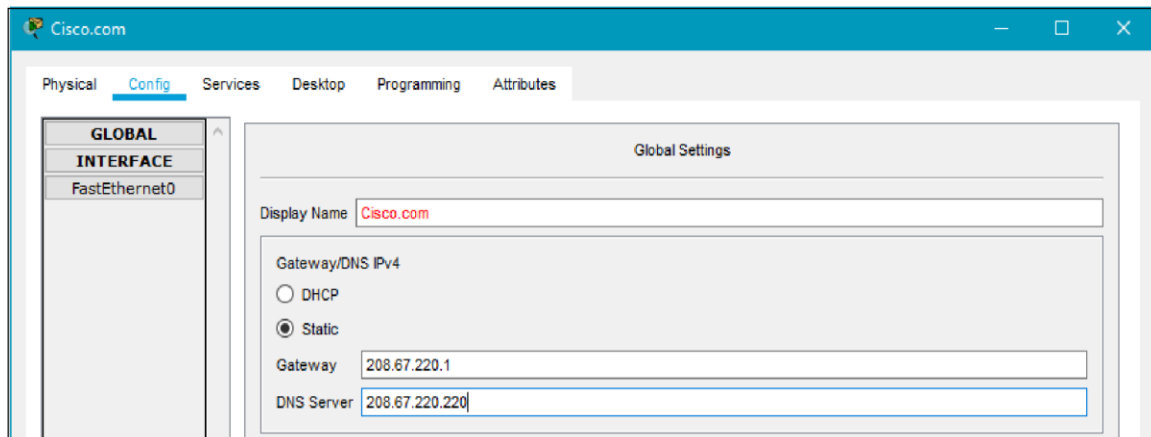 Cisco.com
Physical Config Services Desktop Programming Attributes
GLOBAL
INTERFACE
FastEthernet0
Global Settings
Display Name Cisco.com
Gateway/DNS IPv4
DHCP
Static
Gateway 208.67.220.1
DNS Server 208.67.220.220